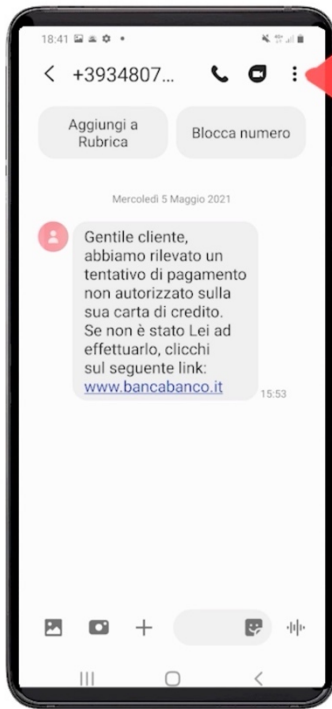 18:41
+3934807...
Aggiungi a
Rubrica
Blocca numero
Mercoledì 5 Maggio 2021
Gentile cliente,
abbiamo rilevato un
tentativo di pagamento
non autorizzato sulla
sua carta di credito.
Se non è stato Lei ad
effettuarlo, clicchi
sul seguente link:
www.bancabanco.it
15:53